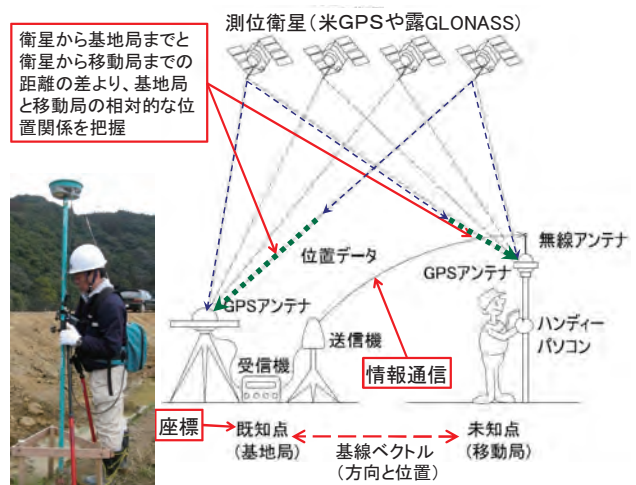 測位衛星(米GPSや露GLONASS)
衛星から基地局までと
衛星から移動局までの
距離の差より、基地局
と移動局の相対的な位
置関係を把握
無線アンテナ
位置データ
GPSアンテナ
GPSアンテナ
送信機
ハンディー
パソコン
受信機
情報通信
座標
既知点
(基地局)
基線ベクトル
(方向と位置)
未知点
(移動局)